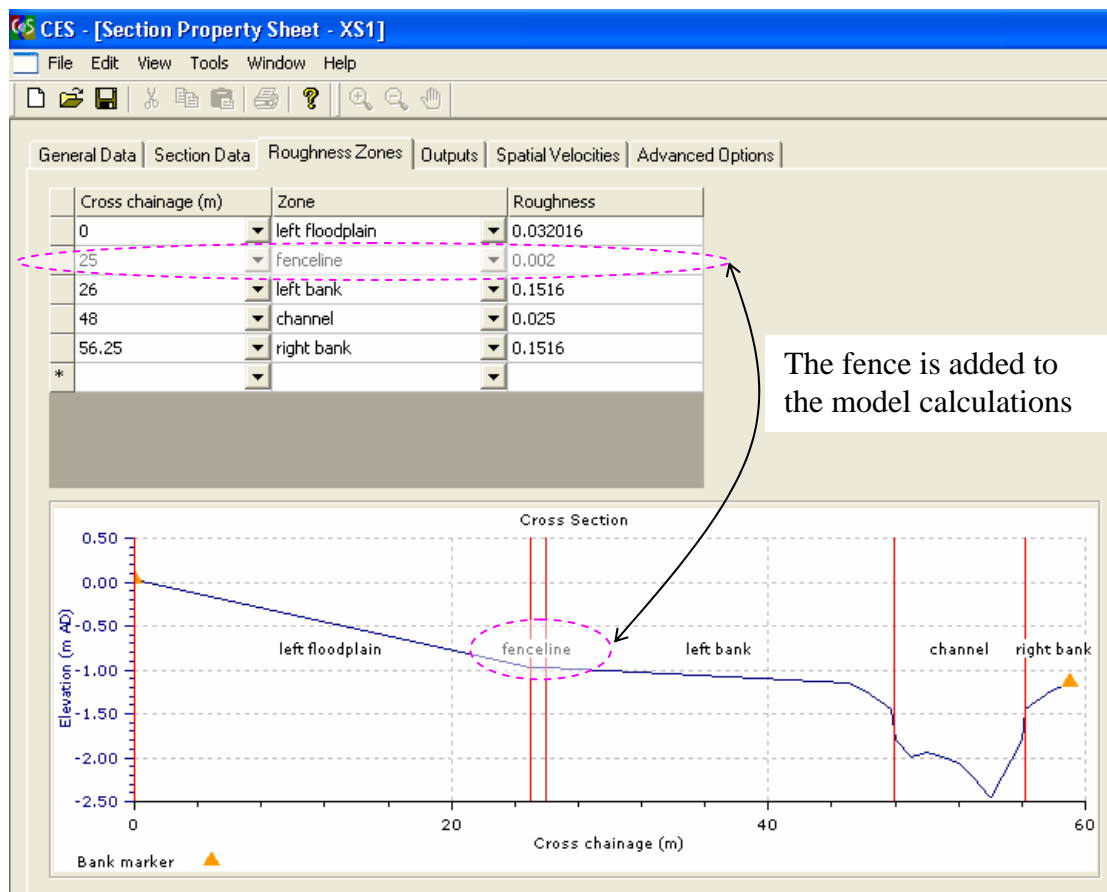 CES - [Section Property Sheet - XS1]
File Edit View Tools Window Help
General Data Section Data Roughness Zones Outputs Spatial Velocities Advanced Options
Cross chainage (m) Zone Roughness
0 left floodplain 0.032016
25 fenceline 0.002
26 left bank 0.1516
48 channel 0.025
56.25 right bank 0.1516
*
The fence is added to
the model calculations
Cross Section
0.50
0.00
-0.50
-1.00
-1.50
-2.00
-2.50
Elevation (m AD)
left floodplain fenceline left bank channel right bank
0 20 40 60
Cross chainage (m)
Bank marker